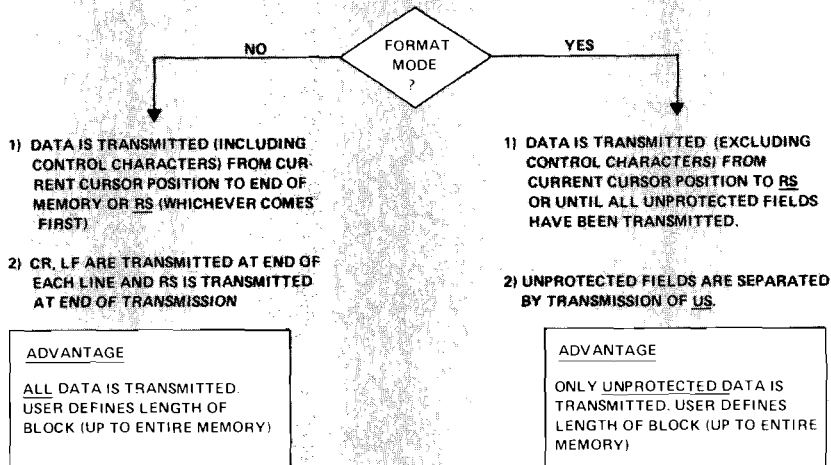 FORMAT
MODE
?
NO
YES
1) DATA IS TRANSMITTED (INCLUDING
CONTROL CHARACTERS) FROM CUR-
RENT CURSOR POSITION TO END OF
MEMORY OR RS (WHICHEVER COMES
FIRST)
2) CR, LF ARE TRANSMITTED AT END OF
EACH LINE AND RS IS TRANSMITTED
AT END OF TRANSMISSION
ADVANTAGE
ALL DATA IS TRANSMITTED.
USER DEFINES LENGTH OF
BLOCK (UP TO ENTIRE MEMORY)
1) DATA IS TRANSMITTED (EXCLUDING
CONTROL CHARACTERS) FROM
CURRENT CURSOR POSITION TO RS
OR UNTIL ALL UNPROTECTED FIELDS
HAVE BEEN TRANSMITTED.
2) UNPROTECTED FIELDS ARE SEPARATED
BY TRANSMISSION OF US.
ADVANTAGE
ONLY UNPROTECTED DATA IS
TRANSMITTED. USER DEFINES
LENGTH OF BLOCK (UP TO ENTIRE
MEMORY)